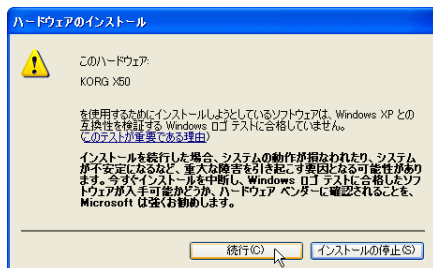 ハードウェアのインストール
このハードウェア:
KORG X50
を使用するためにインストールしようとしているソフトウェアは、Windows XP との
互換性を検証する Windows ロゴ テストに合格していません。
(このテストが重要である理由)
インストールを続行した場合、システムの動作が損なわれたり、システム
が不安定になるなど、重大な障害を引き起こす要因となる可能性があり
ます。今すぐインストールを中断し、Windows ロゴ テストに合格したソフ
トウェアが入手可能かどうか、ハードウェア ベンダーに確認されることを、
Microsoft は強くお勧めします。
続行(C)
インストールの停止(S)